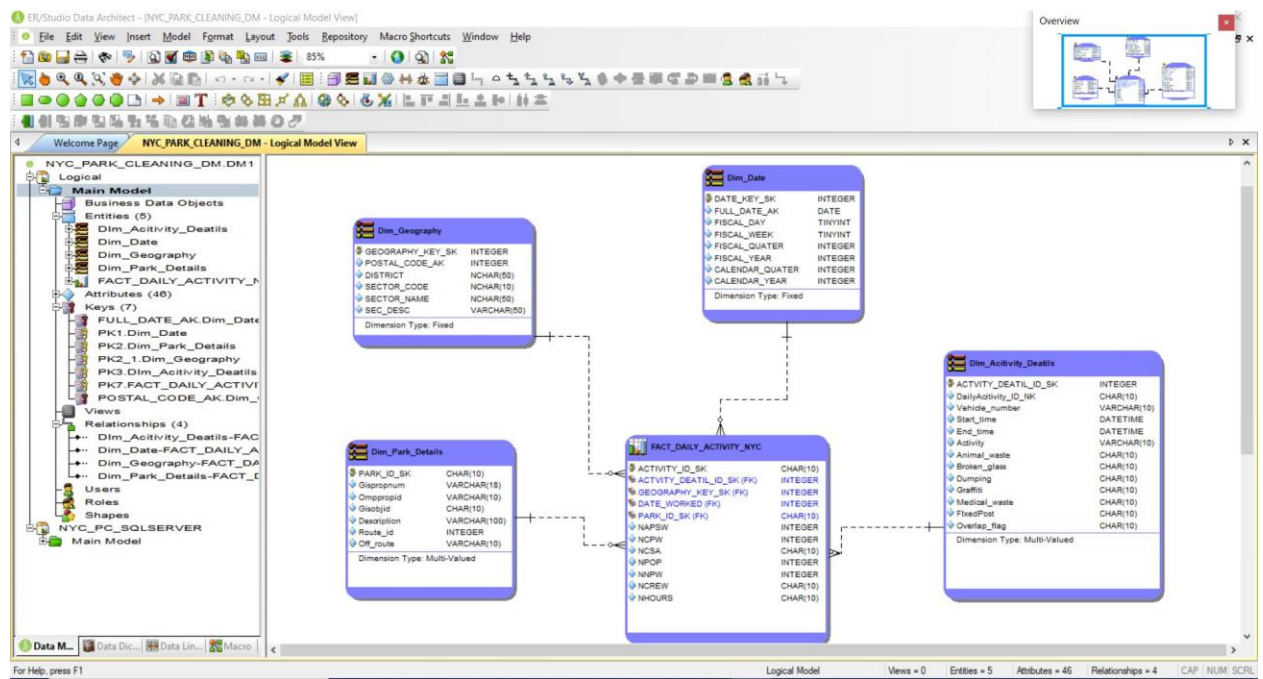 ER/Studio Data Architect - [NYC_PARK_CLEANING_DM - Logical Model View]
File Edit View Insert Model Format Layout Tools Repository Macro Shortcuts Window Help
85%
Overview
Welcome Page
NYC_PARK_CLEANING_DM - Logical Model View
NYC_PARK_CLEANING_DM.DM1
Logical
Main Model
Business Data Objects
Entities (5)
DIm_Acitivity_Deatils
Dim_Date
Dim_Geography
Dim_Park_Details
FACT_DAILY_ACTIVITY_N
Attributes (46)
Keys (7)
FULL_DATE_AK.Dim_Date
PK1.Dim_Date
PK2.Dim_Park_Details
PK2_1.Dim_Geography
PK3.DIm_Acitivity_Deatils
PK7.FACT_DAILY_ACTIVI
POSTAL_CODE_AK.Dim_
Views
Relationships (4)
DIm_Acitivity_Deatils-FAC
Dim_Date-FACT_DAILY_A
Dim_Geography-FACT_DA
Dim_Park_Details-FACT_D
Users
Roles
Shapes
NYC_PC_SQLSERVER
Main Model
Data M...
Data Dic...
Data Lin...
Macro
Dim_Date
DATE_KEY_SK INTEGER
FULL_DATE_AK DATE
FISCAL_DAY TINYINT
FISCAL_WEEK TINYINT
FISCAL_QUATER INTEGER
FISCAL_YEAR INTEGER
CALENDAR_QUATER INTEGER
CALENDAR_YEAR INTEGER
Dimension Type: Fixed
Dim_Geography
GEOGRAPHY_KEY_SK INTEGER
POSTAL_CODE_AK INTEGER
DISTRICT NCHAR(50)
SECTOR_CODE NCHAR(10)
SECTOR_NAME NCHAR(50)
SEC_DESC VARCHAR(50)
Dimension Type: Fixed
DIm_Acitivity_Deatils
ACTVITY_DEATIL_ID_SK INTEGER
DailyAcitivity_ID_NK CHAR(10)
Vehicle_number VARCHAR(10)
Start_time DATETIME
End_time DATETIME
Activity VARCHAR(10)
Animal_waste CHAR(10)
Broken_glass CHAR(10)
Dumping CHAR(10)
Graffiti CHAR(10)
Medical_waste CHAR(10)
FixedPost CHAR(10)
Overlap_flag CHAR(10)
Dimension Type: Multi-Valued
Dim_Park_Details
PARK_ID_SK CHAR(10)
Gispropnum VARCHAR(18)
Omppropid VARCHAR(10)
Gisobjid CHAR(10)
Description VARCHAR(100)
Route_id INTEGER
Off_route VARCHAR(10)
Dimension Type: Multi-Valued
FACT_DAILY_ACTIVITY_NYC
ACTIVITY_ID_SK CHAR(10)
ACTVITY_DEATIL_ID_SK (FK) INTEGER
GEOGRAPHY_KEY_SK (FK) INTEGER
DATE_WORKED (FK) INTEGER
PARK_ID_SK (FK) CHAR(10)
NAPSW INTEGER
NCPW INTEGER
NCSA CHAR(10)
NPOP INTEGER
NNPW INTEGER
NCREW CHAR(10)
NHOURS CHAR(10)
For Help, press F1
Logical Model
Views = 0
Entities = 5
Attributes = 46
Relationships = 4
CAP NUM SCRL